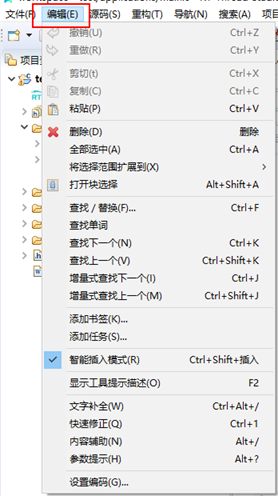 文件(F) 编辑(E) 源码(S) 重构(T) 导航(N) 搜索(A) 项
项目资
撤销(U) Ctrl+Z
重做(R) Ctrl+Y
剪切(t) Ctrl+X
复制(C) Ctrl+C
粘贴(P) Ctrl+V
删除(D) 删除
全部选中(A) Ctrl+A
将选择范围扩展到(X)
打开块选择 Alt+Shift+A
查找 / 替换(F)... Ctrl+F
查找单词
查找下一个(N) Ctrl+K
查找上一个(V) Ctrl+Shift+K
增量式查找下一个(I) Ctrl+J
增量式查找上一个(M) Ctrl+Shift+J
添加书签(K)...
添加任务(S)...
智能插入模式(R) Ctrl+Shift+插入
显示工具提示描述(O) F2
文字补全(W) Ctrl+Alt+/
快速修正(Q) Ctrl+1
内容辅助(N) Alt+/
参数提示(H) Alt+?
设置编码(G)...